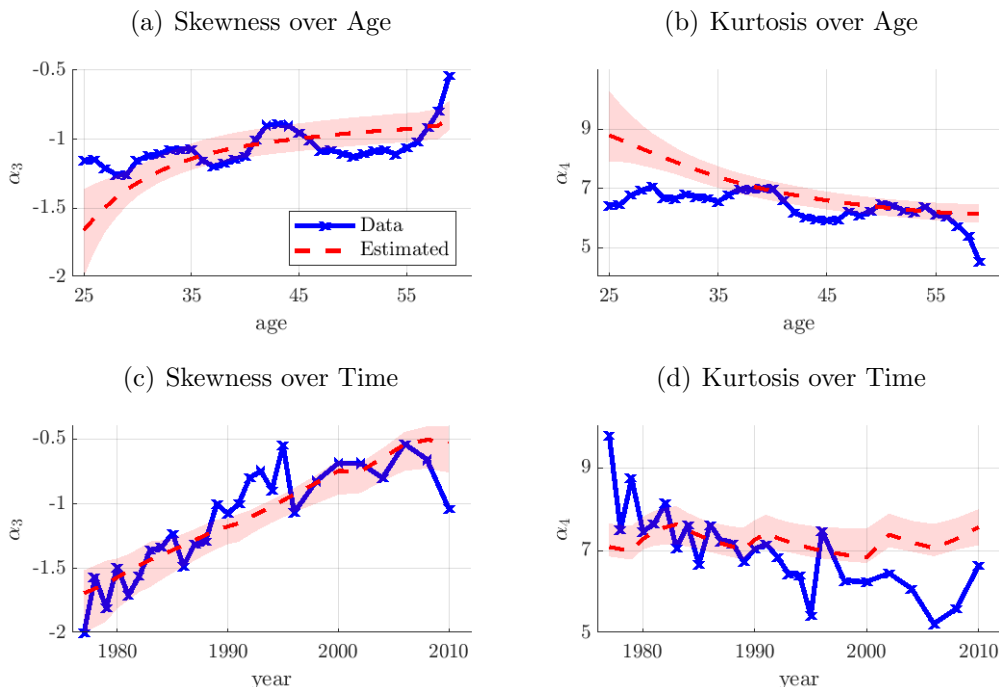 (a) Skewness over Age
-0.5
-1
-1.5
-2
α3
25 35 45 55
age
Data
Estimated
(b) Kurtosis over Age
9
7
5
α4
25 35 45 55
age
(c) Skewness over Time
-0.5
-1
-1.5
-2
α3
1980 1990 2000 2010
year
(d) Kurtosis over Time
9
7
5
α4
1980 1990 2000 2010
year